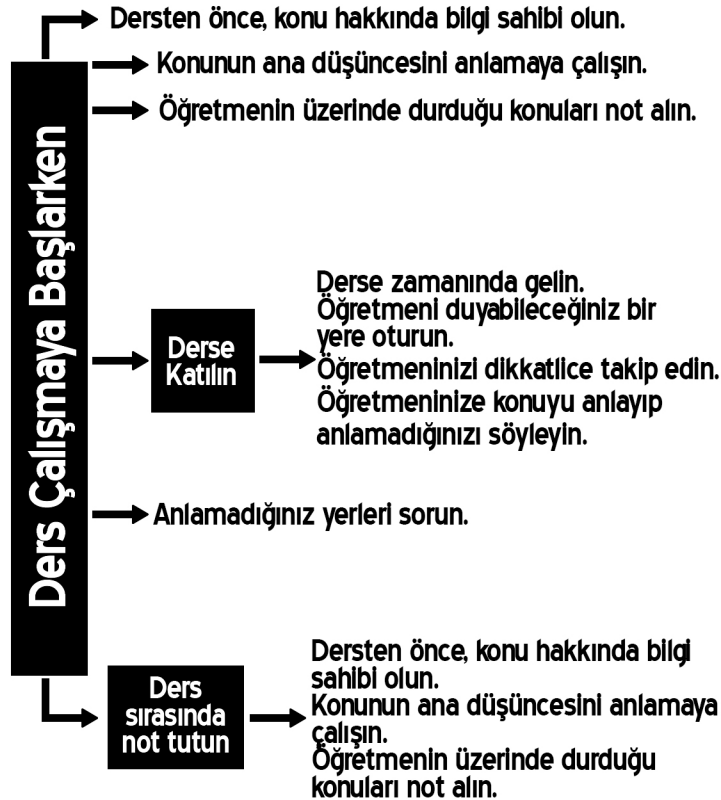 Dersten önce, konu hakkında bilgi sahibi olun.
Konunun ana düşüncesini anlamaya çalışın.
Öğretmenin üzerinde durduğu konuları not alın.
Ders Çalışmaya Başlarken
Derse
Katılın
Derse zamanında gelin.
Öğretmeni duyabileceğiniz bir
yere oturun.
Öğretmeninizi dikkatlice takip edin.
Öğretmeninize konuyu anlayıp
anlamadığınızı söyleyin.
Anlamadığınız yerleri sorun.
Ders
sırasında
not tutun
Dersten önce, konu hakkında bilgi
sahibi olun.
Konunun ana düşüncesini anlamaya
çalışın.
Öğretmenin üzerinde durduğu
konuları not alın.